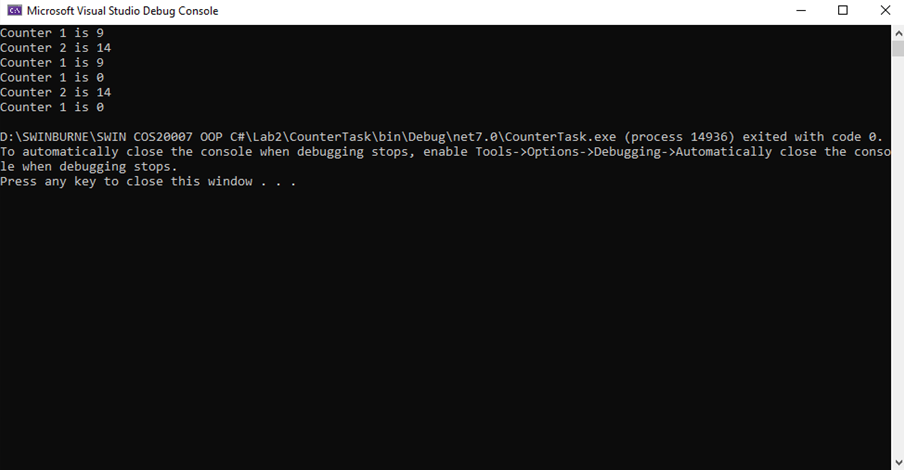 Microsoft Visual Studio Debug Console
Counter 1 is 9
Counter 2 is 14
Counter 1 is 9
Counter 1 is 0
Counter 2 is 14
Counter 1 is 0
D:\SWINBURNE\SWIN COS20007 OOP C#\Lab2\CounterTask\bin\Debug\net7.0\CounterTask.exe (process 14936) exited with code 0.
To automatically close the console when debugging stops, enable Tools->Options->Debugging->Automatically close the conso
le when debugging stops.
Press any key to close this window . . .